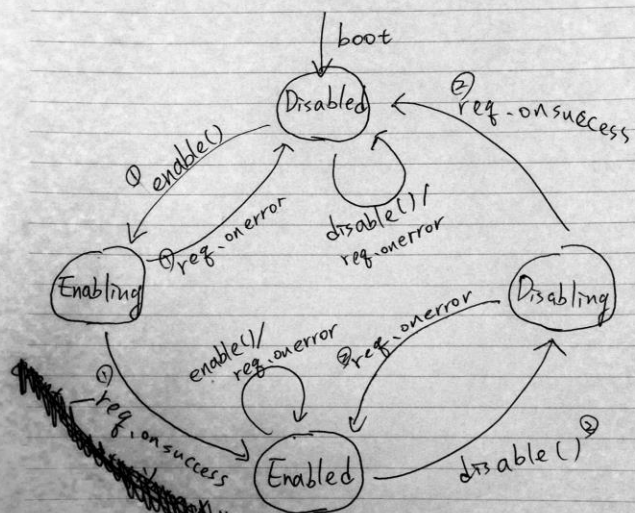 boot
Disabled
② req.onsuccess
① enable()
① req.onerror
disable()/
req.onerror
Enabling
Disabling
enable()/
req.onerror
② req.onerror
① req.onsuccess
Enabled
disable() ②